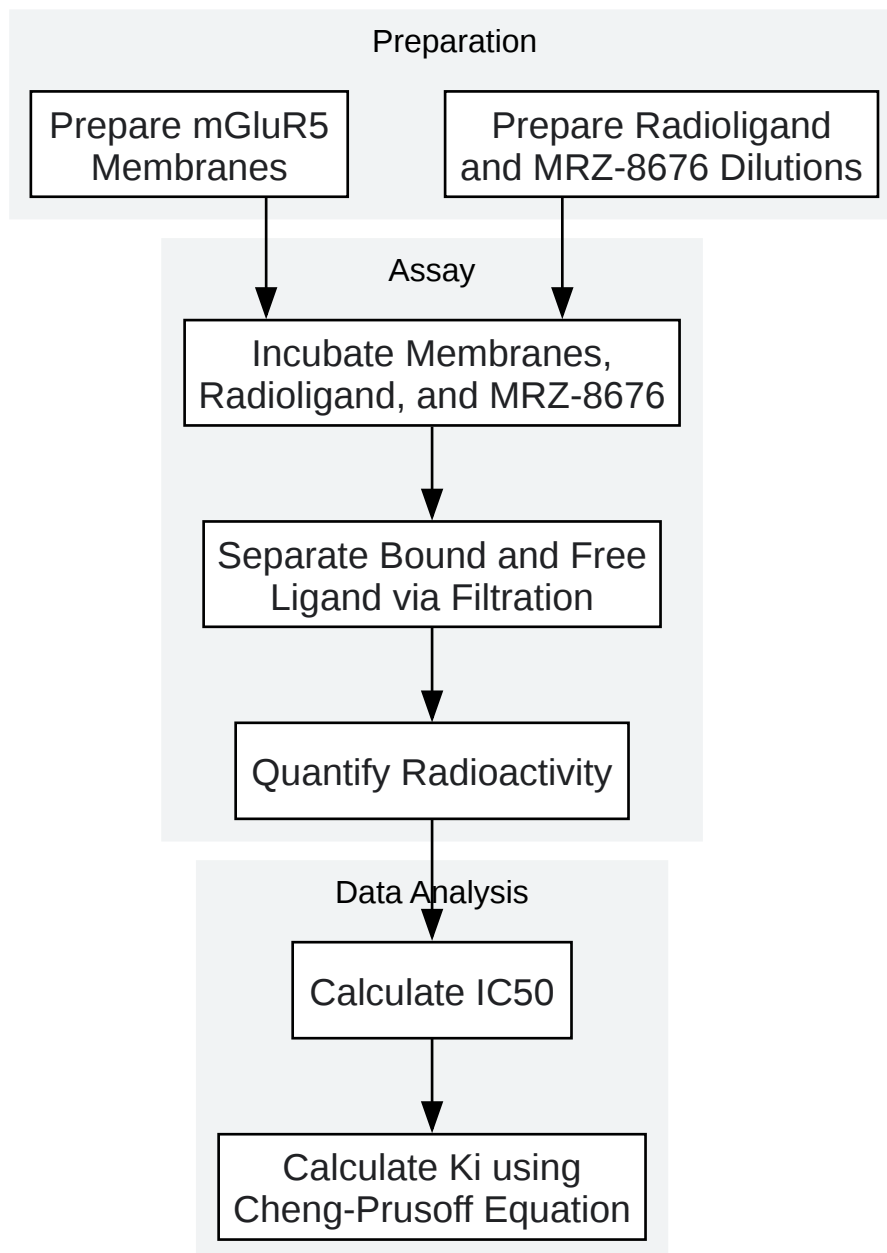 Preparation
Prepare mGluR5
Membranes
Prepare Radioligand
and MRZ-8676 Dilutions
Assay
Incubate Membranes,
Radioligand, and MRZ-8676
Separate Bound and Free
Ligand via Filtration
Quantify Radioactivity
Data Analysis
Calculate IC50
Calculate Ki using
Cheng-Prusoff Equation